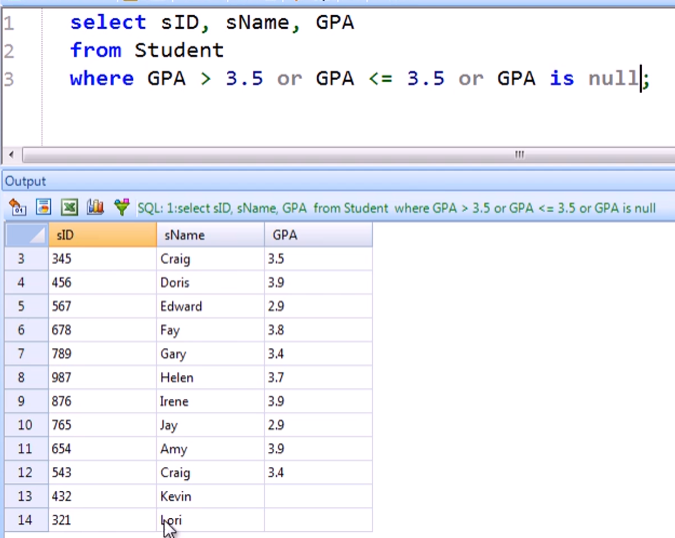 1 select sID, sName, GPA
2 from Student
3 where GPA > 3.5 or GPA <= 3.5 or GPA is null;
Output
SQL: 1:select sID, sName, GPA from Student where GPA > 3.5 or GPA <= 3.5 or GPA is null
sID sName GPA
3 345 Craig 3.5
4 456 Doris 3.9
5 567 Edward 2.9
6 678 Fay 3.8
7 789 Gary 3.4
8 987 Helen 3.7
9 876 Irene 3.9
10 765 Jay 2.9
11 654 Amy 3.9
12 543 Craig 3.4
13 432 Kevin
14 321 Lori